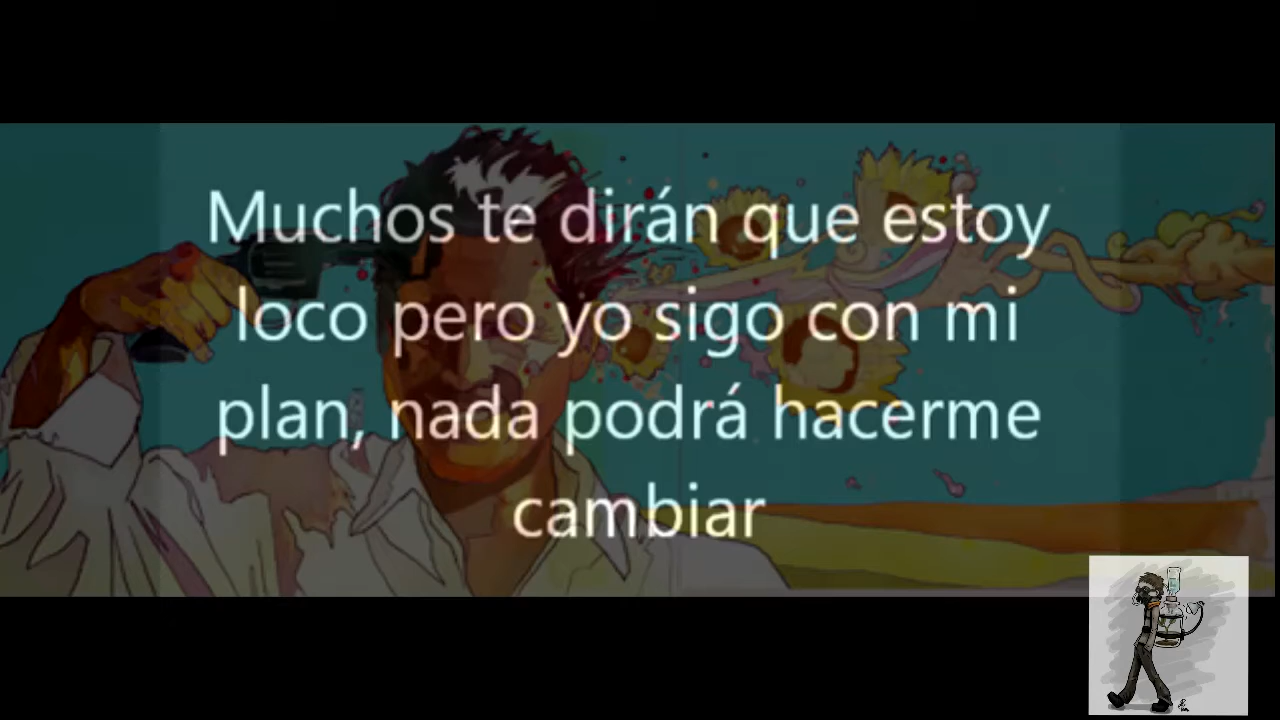 Muchos te dirán que estoy
loco pero yo sigo con mi
plan, nada podrá hacerme
cambiar